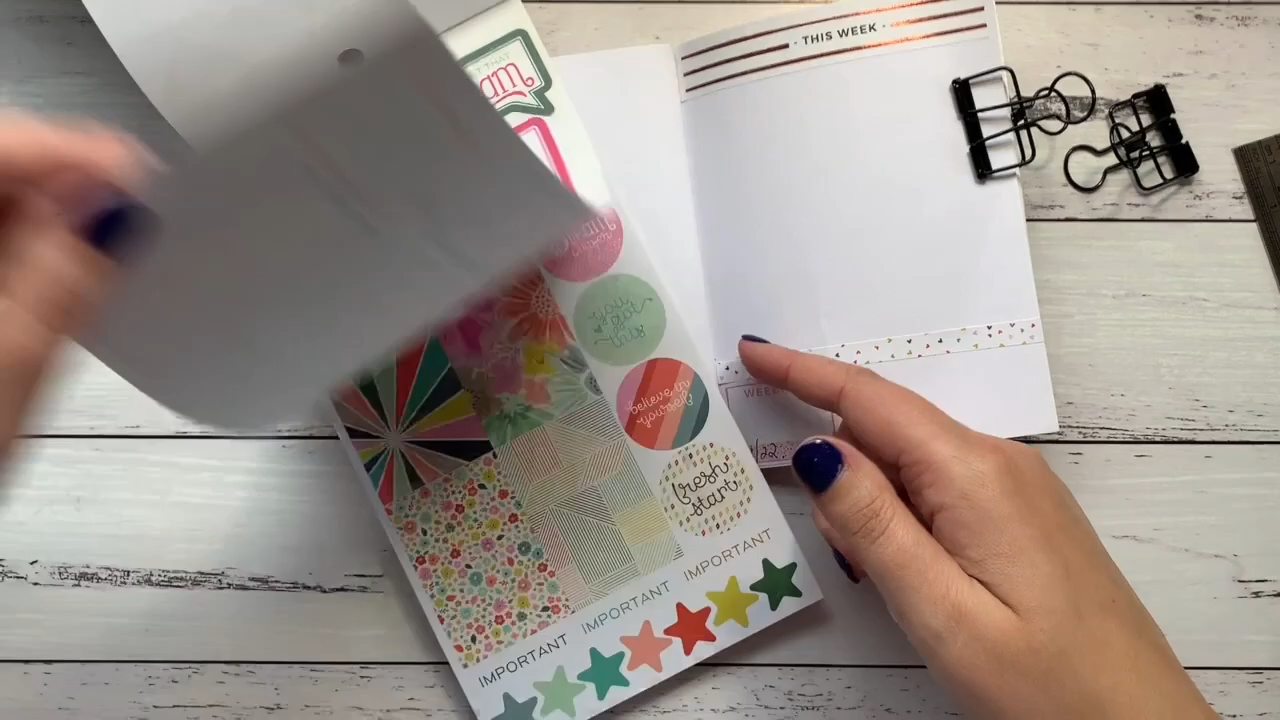 · THIS WEEK ·
you
got
this
believe in
yourself
fresh
start
IMPORTANT IMPORTANT IMPORTANT